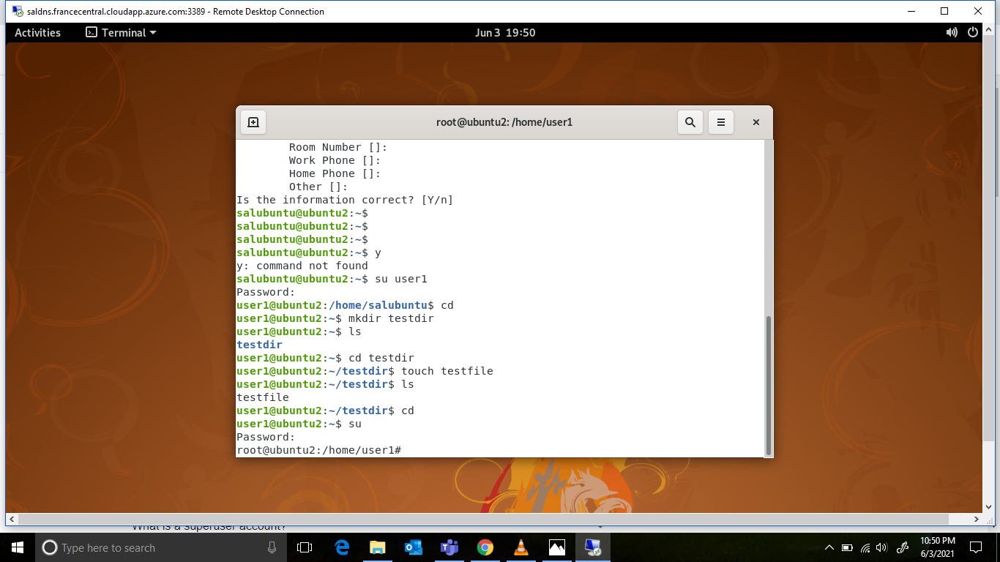 saldns.francecentral.cloudapp.azure.com:3389 - Remote Desktop Connection
Activities
Terminal
Jun 3 19:50
root@ubuntu2: /home/user1
Room Number []:
Work Phone []:
Home Phone []:
Other []:
Is the information correct? [Y/n]
salubuntu@ubuntu2:~$
salubuntu@ubuntu2:~$
salubuntu@ubuntu2:~$
salubuntu@ubuntu2:~$ y
y: command not found
salubuntu@ubuntu2:~$ su user1
Password:
user1@ubuntu2:/home/salubuntu$ cd
user1@ubuntu2:~$ mkdir testdir
user1@ubuntu2:~$ ls
testdir
user1@ubuntu2:~$ cd testdir
user1@ubuntu2:~/testdir$ touch testfile
user1@ubuntu2:~/testdir$ ls
testfile
user1@ubuntu2:~/testdir$ cd
user1@ubuntu2:~$ su
Password:
root@ubuntu2:/home/user1#
What is a superuser account?
Type here to search
10:50 PM
6/3/2021